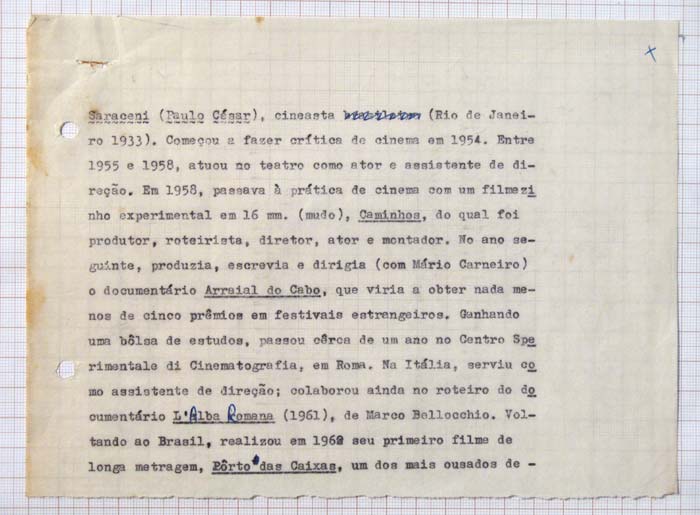 Saraceni (Paulo César), cineasta (Rio de Janei-
ro 1933). Começou a fazer crítica de cinema em 1954. Entre
1955 e 1958, atuou no teatro como ator e assistente de di-
reção. Em 1958, passava à prática de cinema com um filmezi
nho experimental em 16 mm. (mudo), Caminhos, do qual foi
produtor, roteirista, diretor, ator e montador. No ano se-
guinte, produzia, escrevia e dirigia (com Mário Carneiro)
o documentário Arraial do Cabo, que viria a obter nada me-
nos de cinco prêmios em festivais estrangeiros. Ganhando
uma bôlsa de estudos, passou cêrca de um ano no Centro Spe
rimentale di Cinematografia, em Roma. Na Itália, serviu co
mo assistente de direção; colaborou ainda no roteiro do do
cumentário L'Alba Romana (1961), de Marco Bellocchio. Vol-
tando ao Brasil, realizou em 1962 seu primeiro filme de
longa metragem, Pôrto das Caixas, um dos mais ousados de -